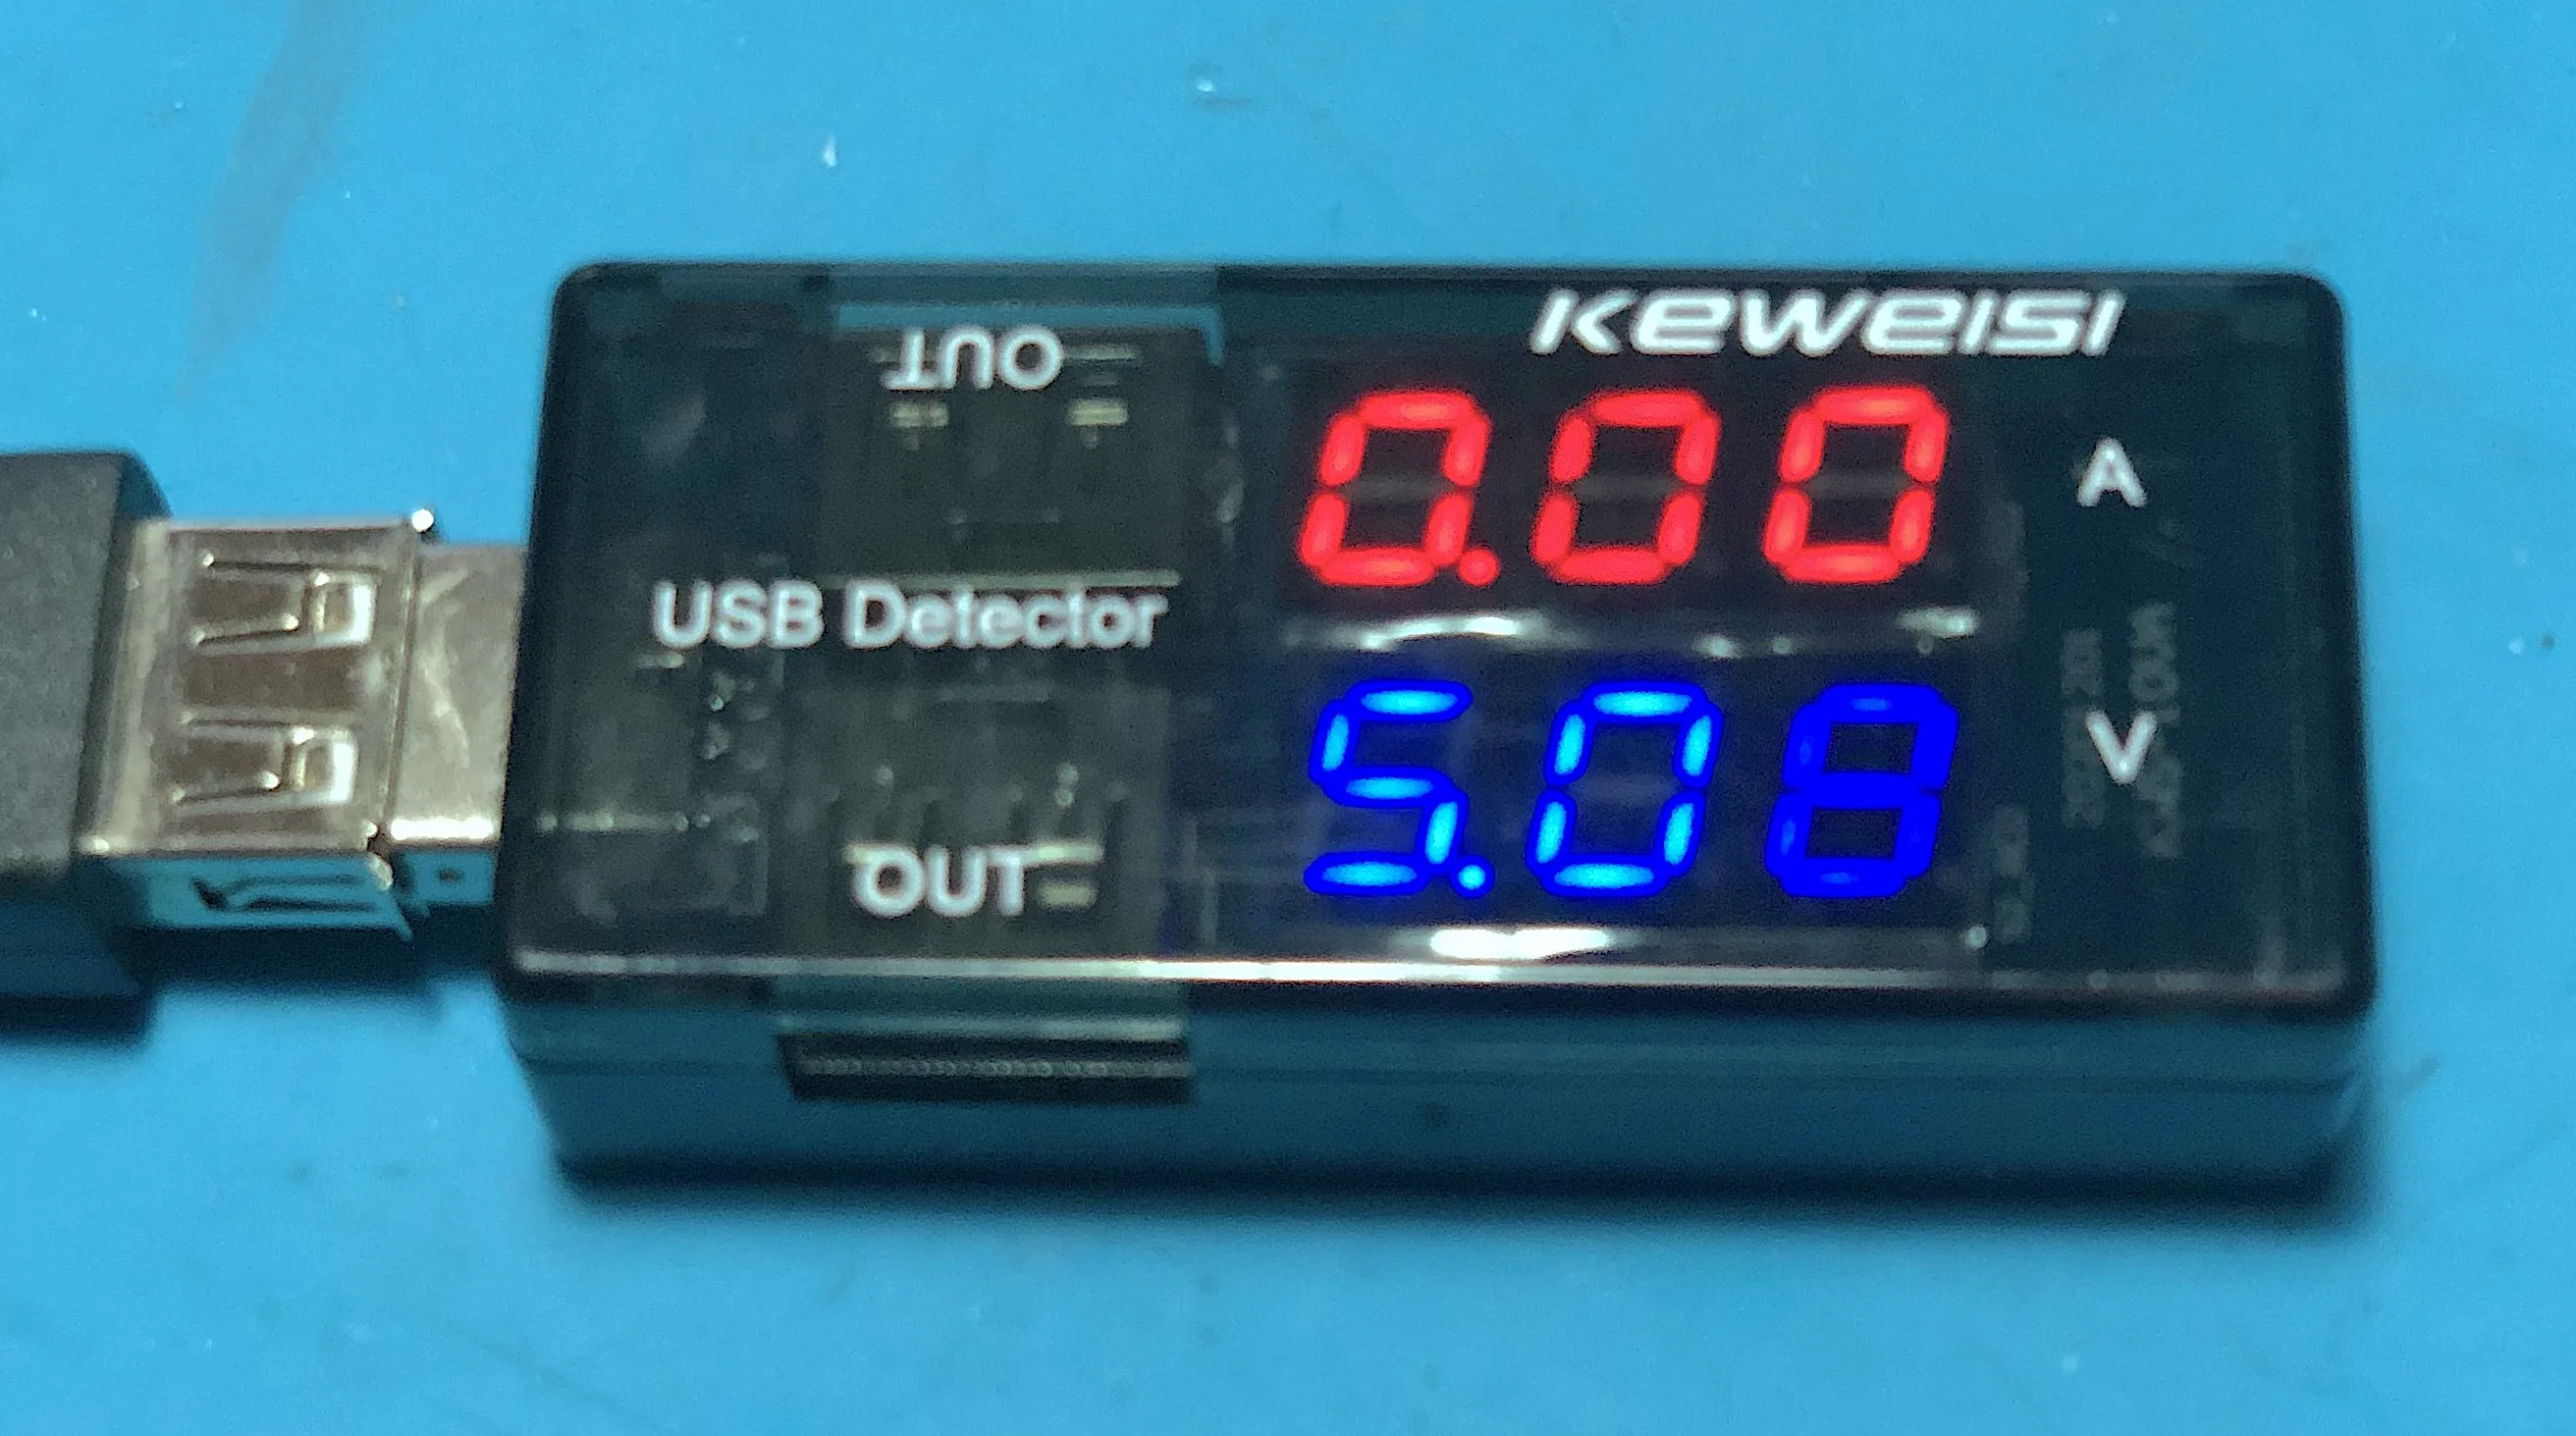 OUT
KEWEISI
0.00 A
USB Detector
5.08 V
OUT